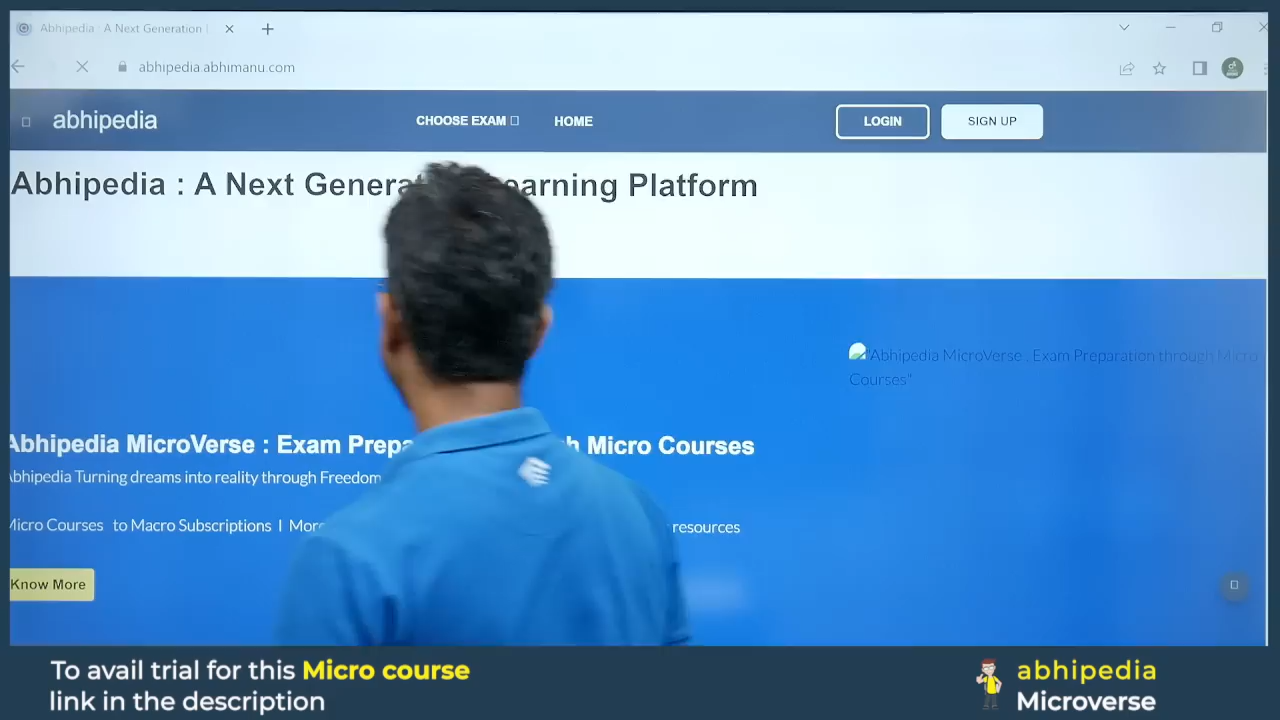 Abhipedia : A Next Generation |
abhipedia.abhimanu.com
abhipedia
CHOOSE EXAM
HOME
LOGIN
SIGN UP
Abhipedia : A Next Genera earning Platform
"Abhipedia MicroVerse : Exam Preparation through Micro
Courses"
Abhipedia MicroVerse : Exam Prepa h Micro Courses
Abhipedia Turning dreams into reality through Freedom
Micro Courses to Macro Subscriptions I More resources
Know More
To avail trial for this Micro course
link in the description
abhipedia
Microverse